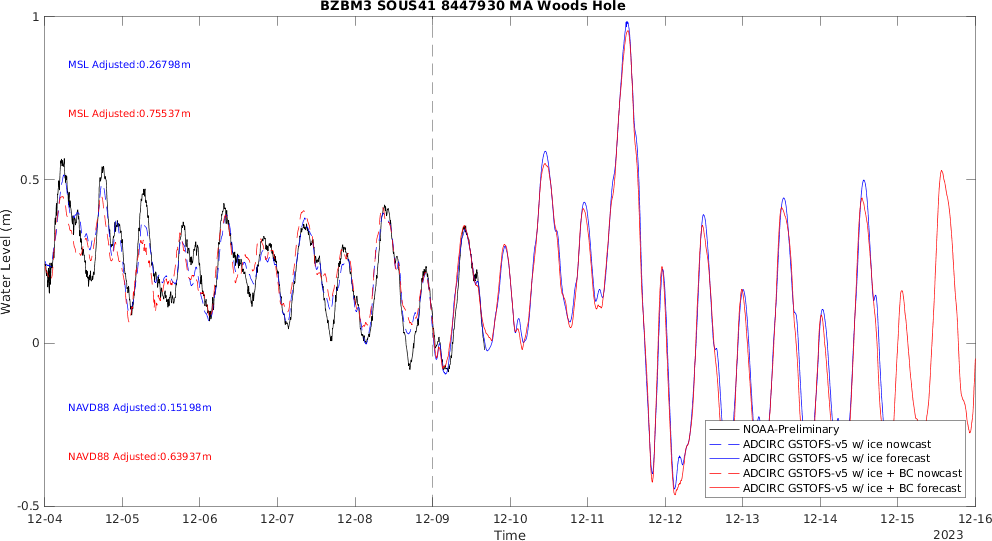 BZBM3 SOUS41 8447930 MA Woods Hole
1
MSL Adjusted:0.26798m
MSL Adjusted:0.75537m
0.5
Water Level (m)
0
NAVD88 Adjusted:0.15198m
NAVD88 Adjusted:0.63937m
NOAA-Preliminary
ADCIRC GSTOFS-v5 w/ ice nowcast
ADCIRC GSTOFS-v5 w/ ice forecast
ADCIRC GSTOFS-v5 w/ ice + BC nowcast
ADCIRC GSTOFS-v5 w/ ice + BC forecast
-0.5
12-04 12-05 12-06 12-07 12-08 12-09 12-10 12-11 12-12 12-13 12-14 12-15 12-16
Time
2023